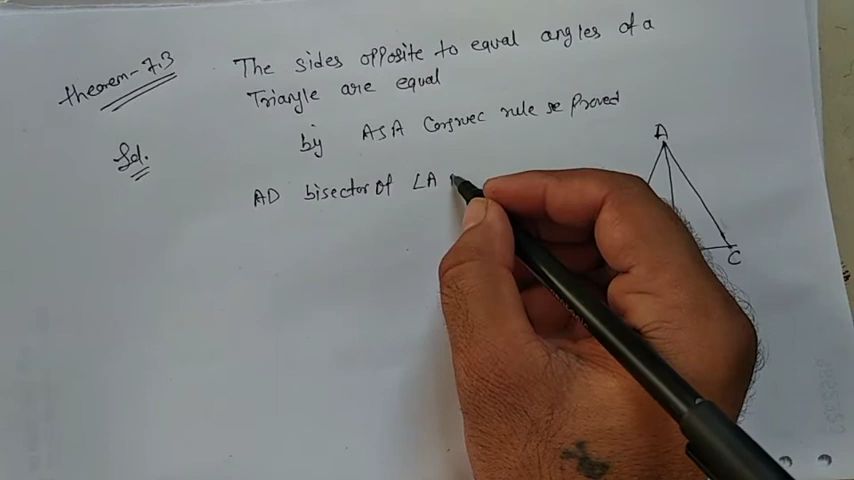 theorem-7.3 The sides opposite to equal angles of a
Triangle are equal
by ASA Congruec rule se Proved
Sol.
AD bisector of ∠A
A
C